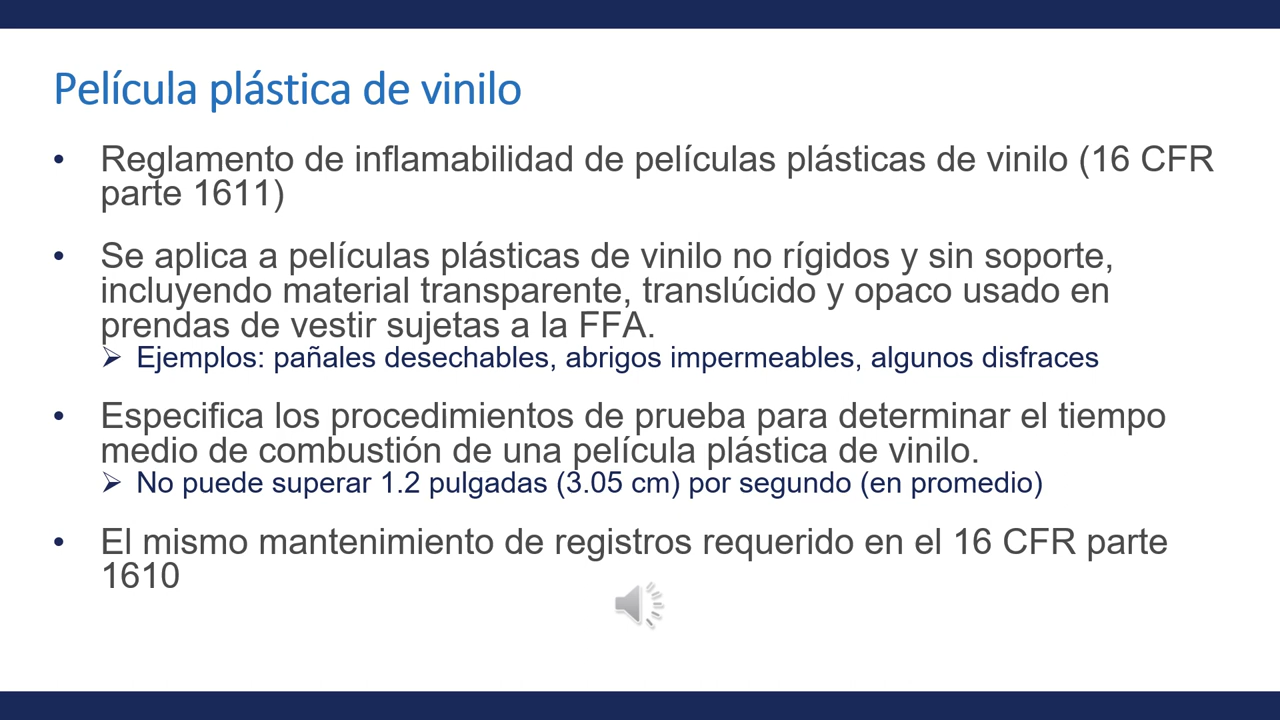 Película plástica de vinilo
• Reglamento de inflamabilidad de películas plásticas de vinilo (16 CFR
parte 1611)
• Se aplica a películas plásticas de vinilo no rígidos y sin soporte,
incluyendo material transparente, translúcido y opaco usado en
prendas de vestir sujetas a la FFA.
➢ Ejemplos: pañales desechables, abrigos impermeables, algunos disfraces
• Especifica los procedimientos de prueba para determinar el tiempo
medio de combustión de una película plástica de vinilo.
➢ No puede superar 1.2 pulgadas (3.05 cm) por segundo (en promedio)
• El mismo mantenimiento de registros requerido en el 16 CFR parte
1610